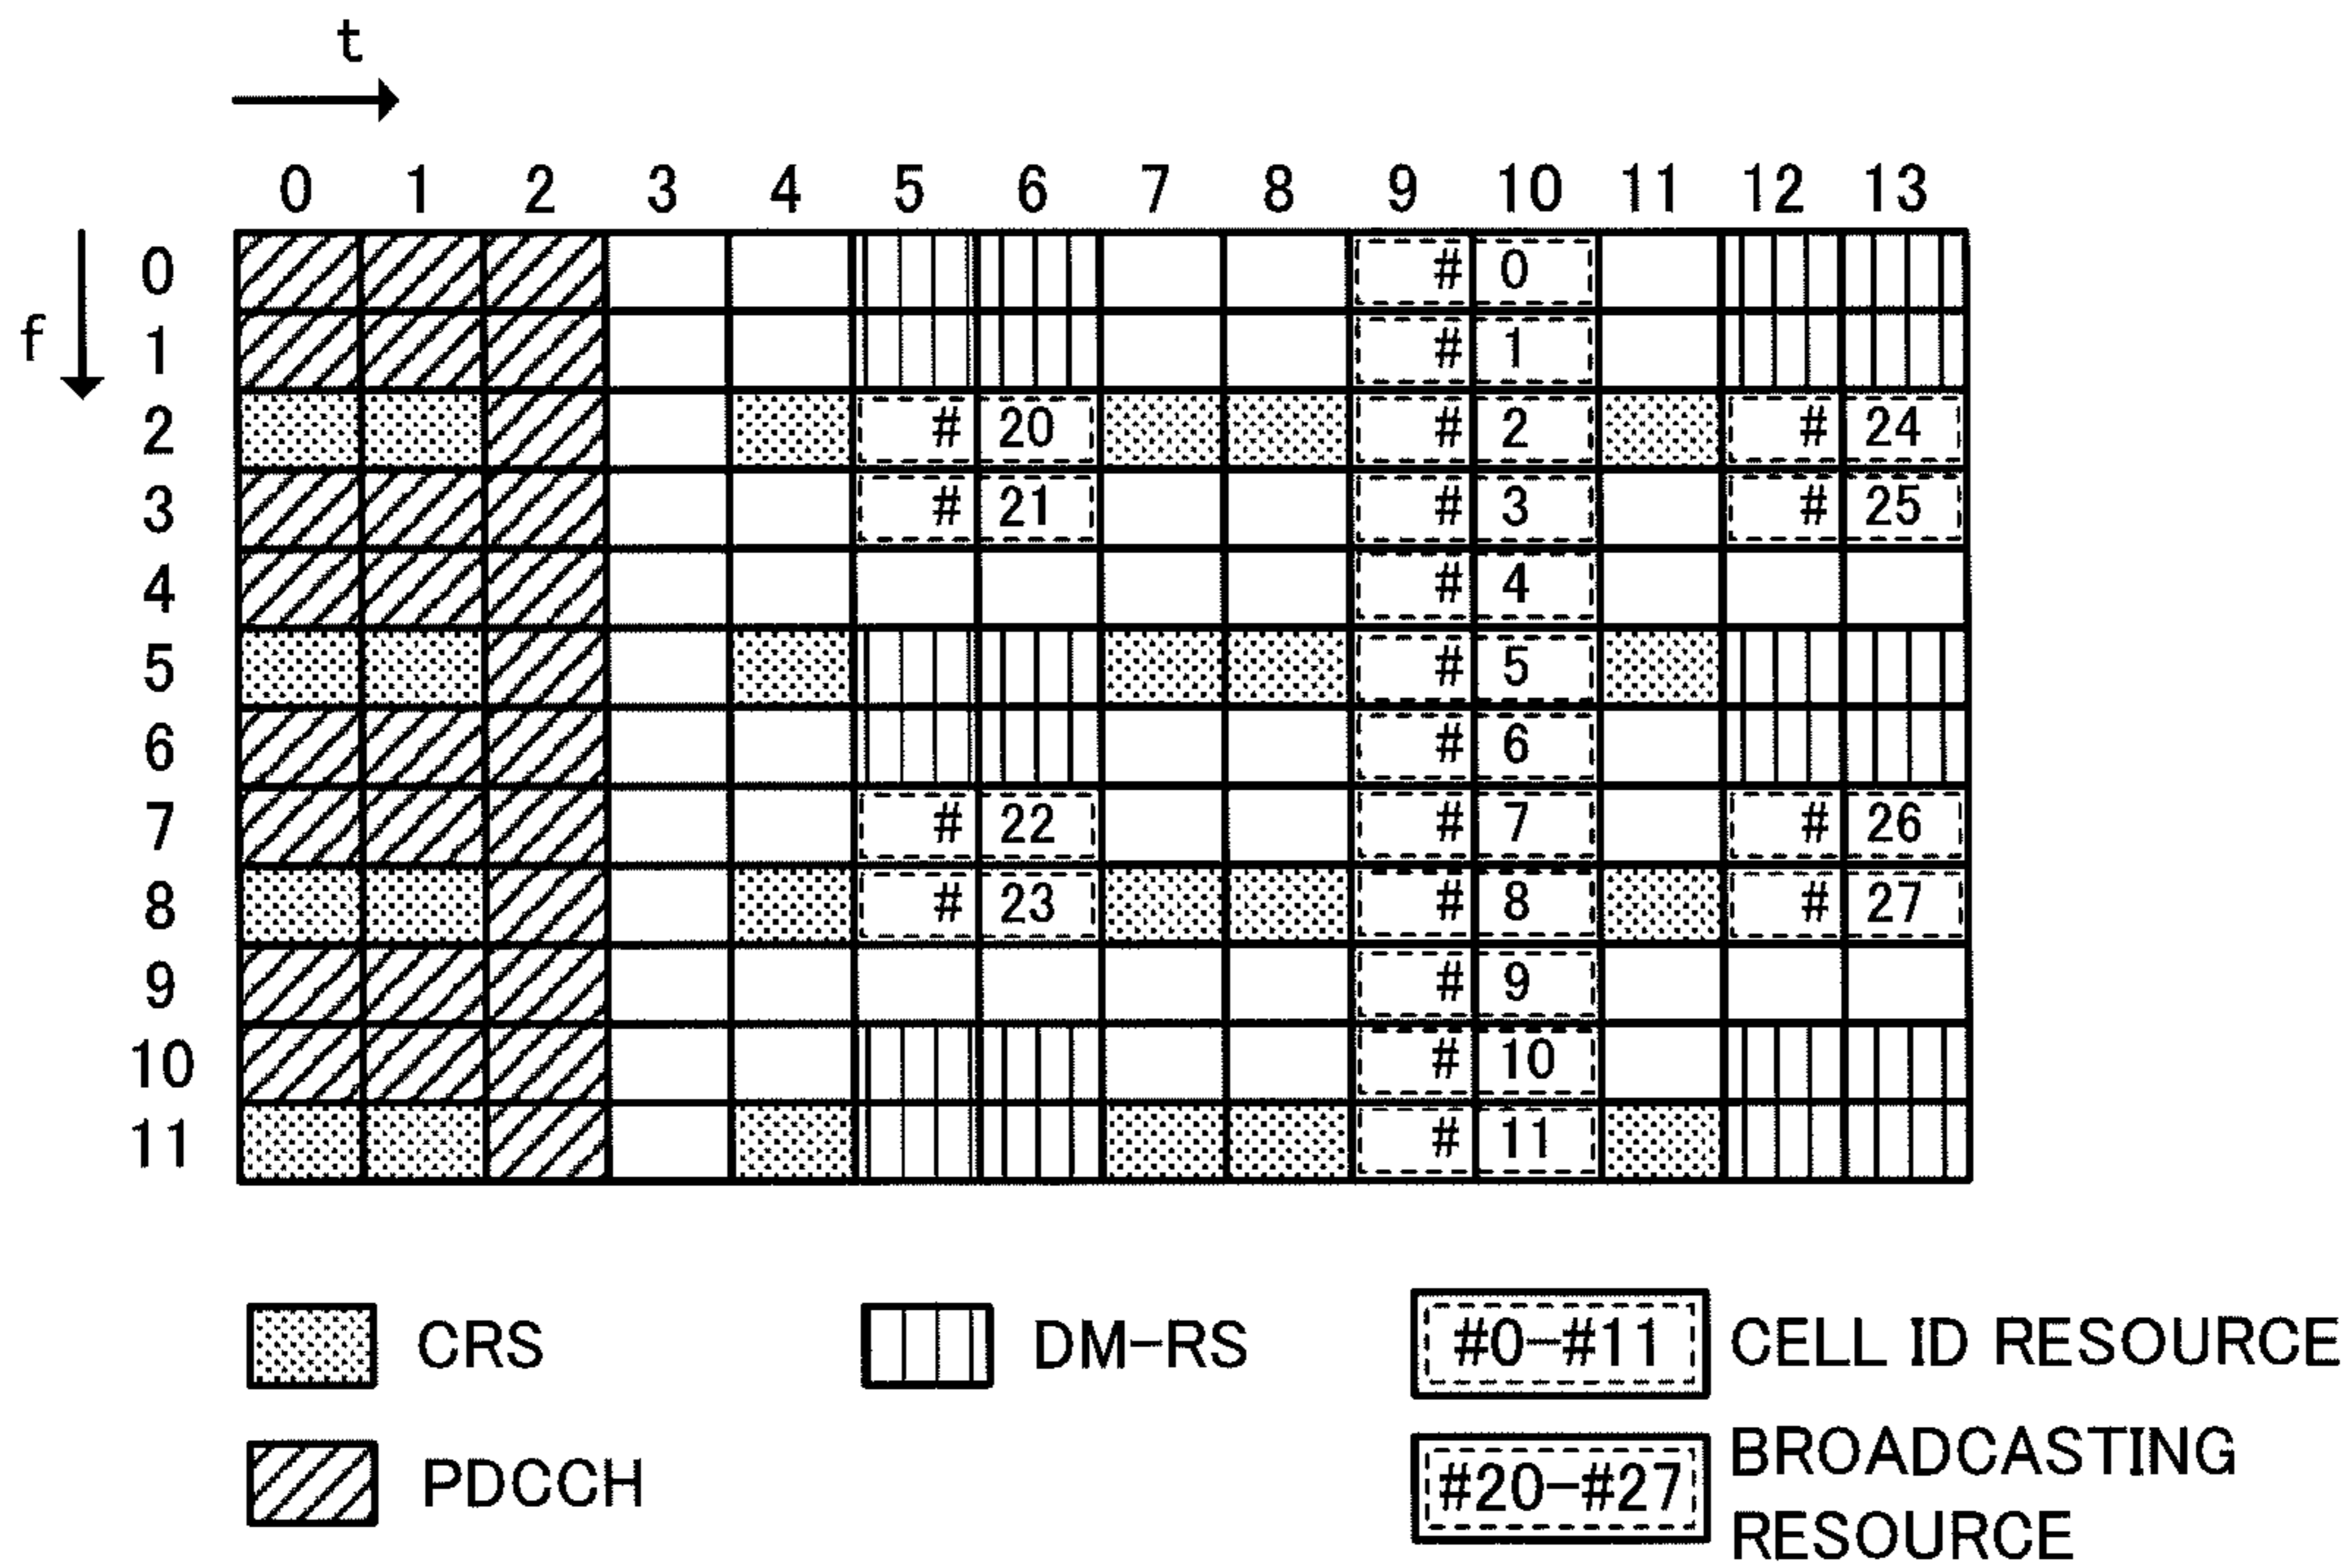 t
0 1 2 3 4 5 6 7 8 9 10 11 12 13
f
0 # 0
1 # 1
2 # 20 # 2 # 24
3 # 21 # 3 # 25
4 # 4
5 # 5
6 # 6
7 # 22 # 7 # 26
8 # 23 # 8 # 27
9 # 9
10 # 10
11 # 11
CRS DM-RS #0-#11 CELL ID RESOURCE
PDCCH #20-#27 BROADCASTING
RESOURCE